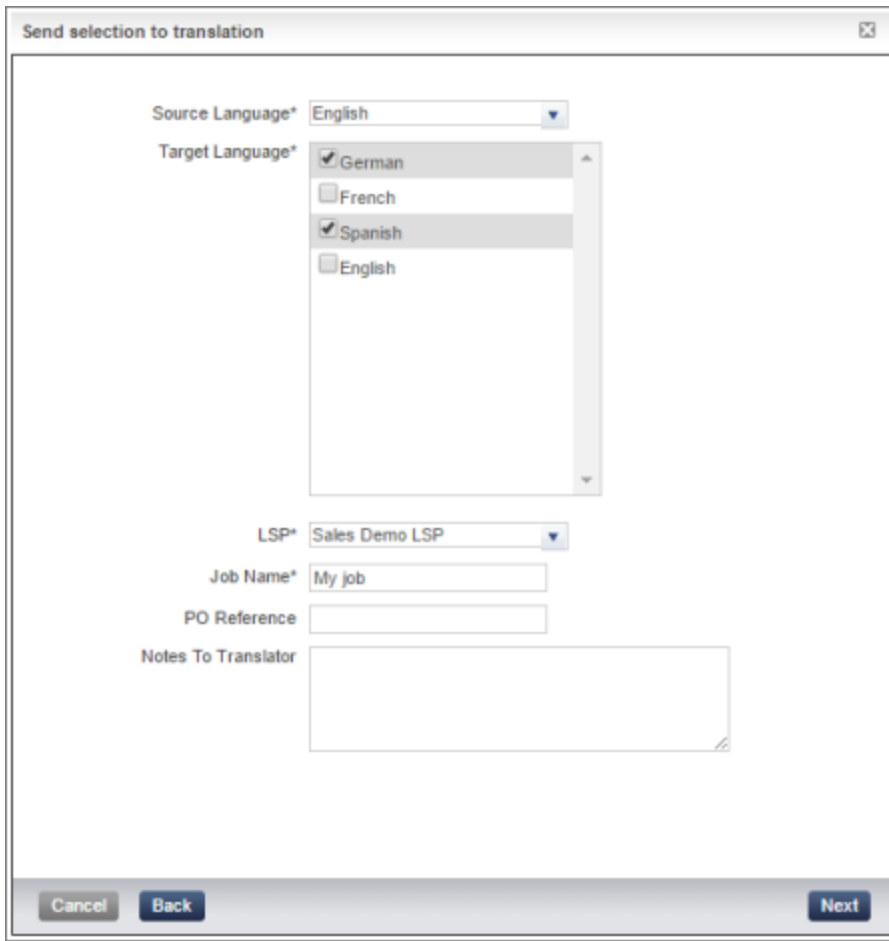 Send selection to translation
Source Language* English
Target Language* German
French
Spanish
English
LSP* Sales Demo LSP
Job Name* My job
PO Reference
Notes To Translator
Cancel Back Next